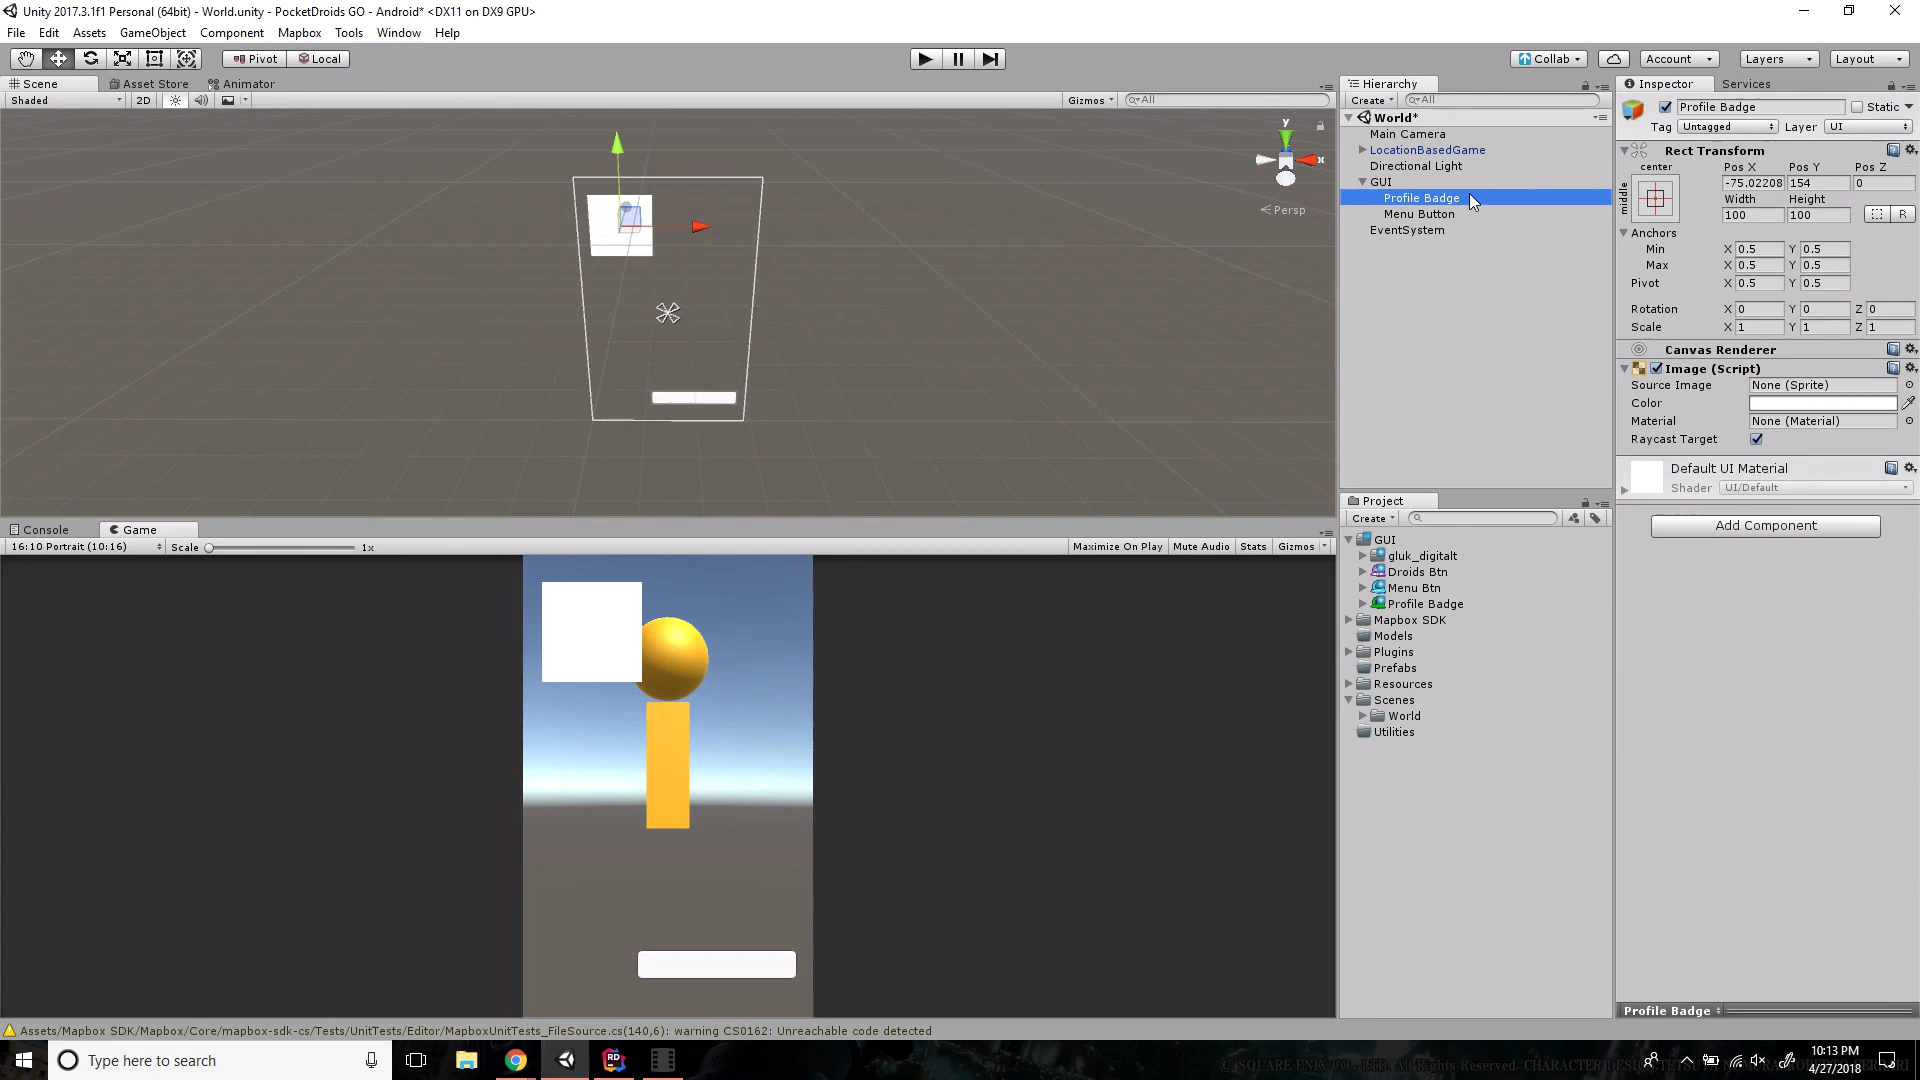 Unity 2017.3.1f1 Personal (64bit) - World.unity - PocketDroids GO - Android* <DX11 on DX9 GPU>
File Edit Assets GameObject Component Mapbox Tools Window Help
Pivot Local Collab Account Layers Layout
Scene Asset Store Animator
Shaded 2D Gizmos All
y
x
Persp
Hierarchy
Create All
World*
Main Camera
LocationBasedGame
Directional Light
GUI
Profile Badge
Menu Button
EventSystem
Inspector Services
Profile Badge Static
Tag Untagged Layer UI
Rect Transform
center Pos X Pos Y Pos Z
middle -75.02208 154 0
Width Height
100 100 R
Anchors
Min X 0.5 Y 0.5
Max X 0.5 Y 0.5
Pivot X 0.5 Y 0.5
Rotation X 0 Y 0 Z 0
Scale X 1 Y 1 Z 1
Canvas Renderer
Image (Script)
Source Image None (Sprite)
Color
Material None (Material)
Raycast Target
Default UI Material
Shader UI/Default
Add Component
Profile Badge
Console Game
16:10 Portrait (10:16) Scale 1x Maximize On Play Mute Audio Stats Gizmos
Project
Create
GUI
gluk_digitalt
Droids Btn
Menu Btn
Profile Badge
Mapbox SDK
Models
Plugins
Prefabs
Resources
Scenes
World
Utilities
Assets/Mapbox SDK/Mapbox/Core/mapbox-sdk-cs/Tests/UnitTests/Editor/MapboxUnitTests_FileSource.cs(140,6): warning CS0162: Unreachable code detected
Type here to search
RD
10:13 PM
4/27/2018